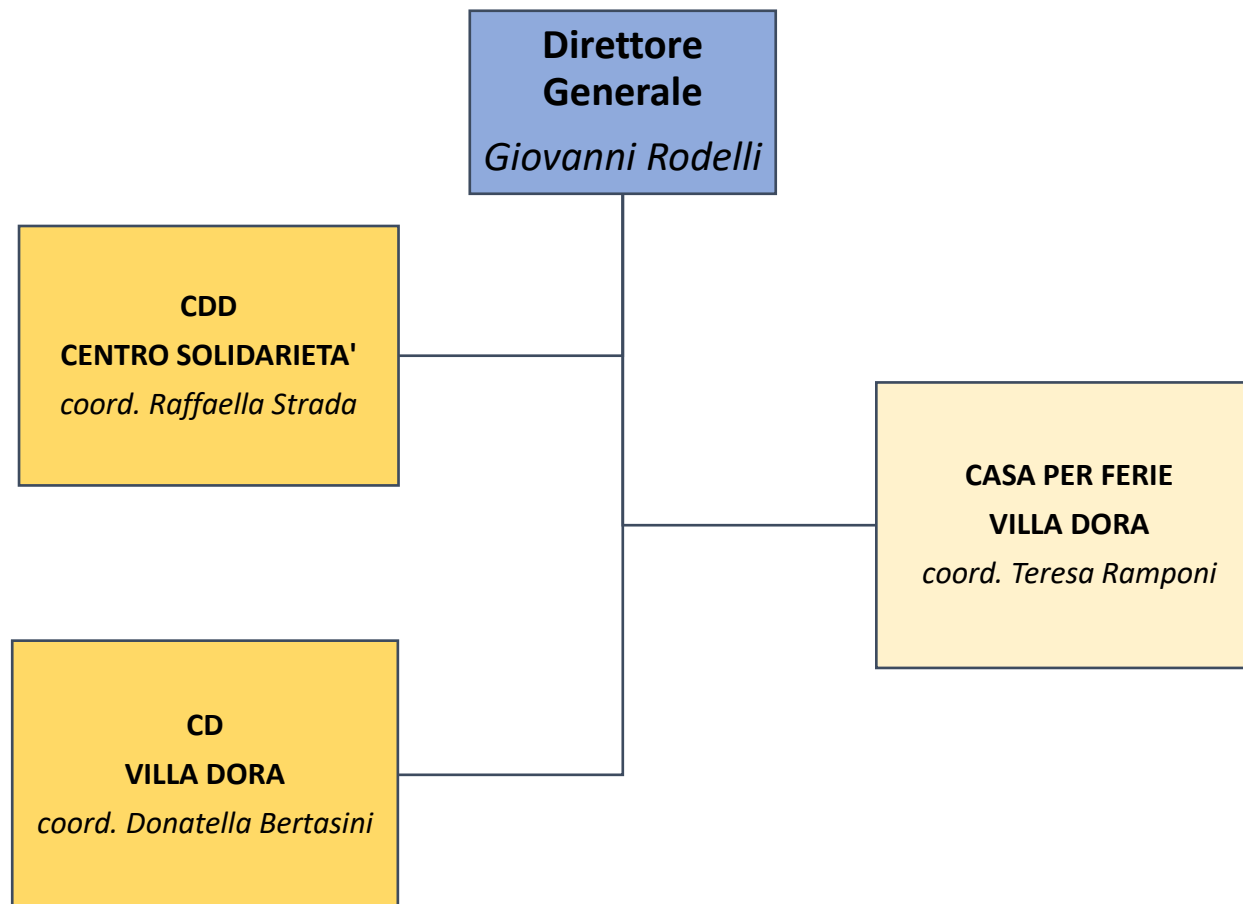 Direttore
Generale
Giovanni Rodelli
CDD
CENTRO SOLIDARIETA'
coord. Raffaella Strada
CASA PER FERIE
VILLA DORA
coord. Teresa Ramponi
CD
VILLA DORA
coord. Donatella Bertasini